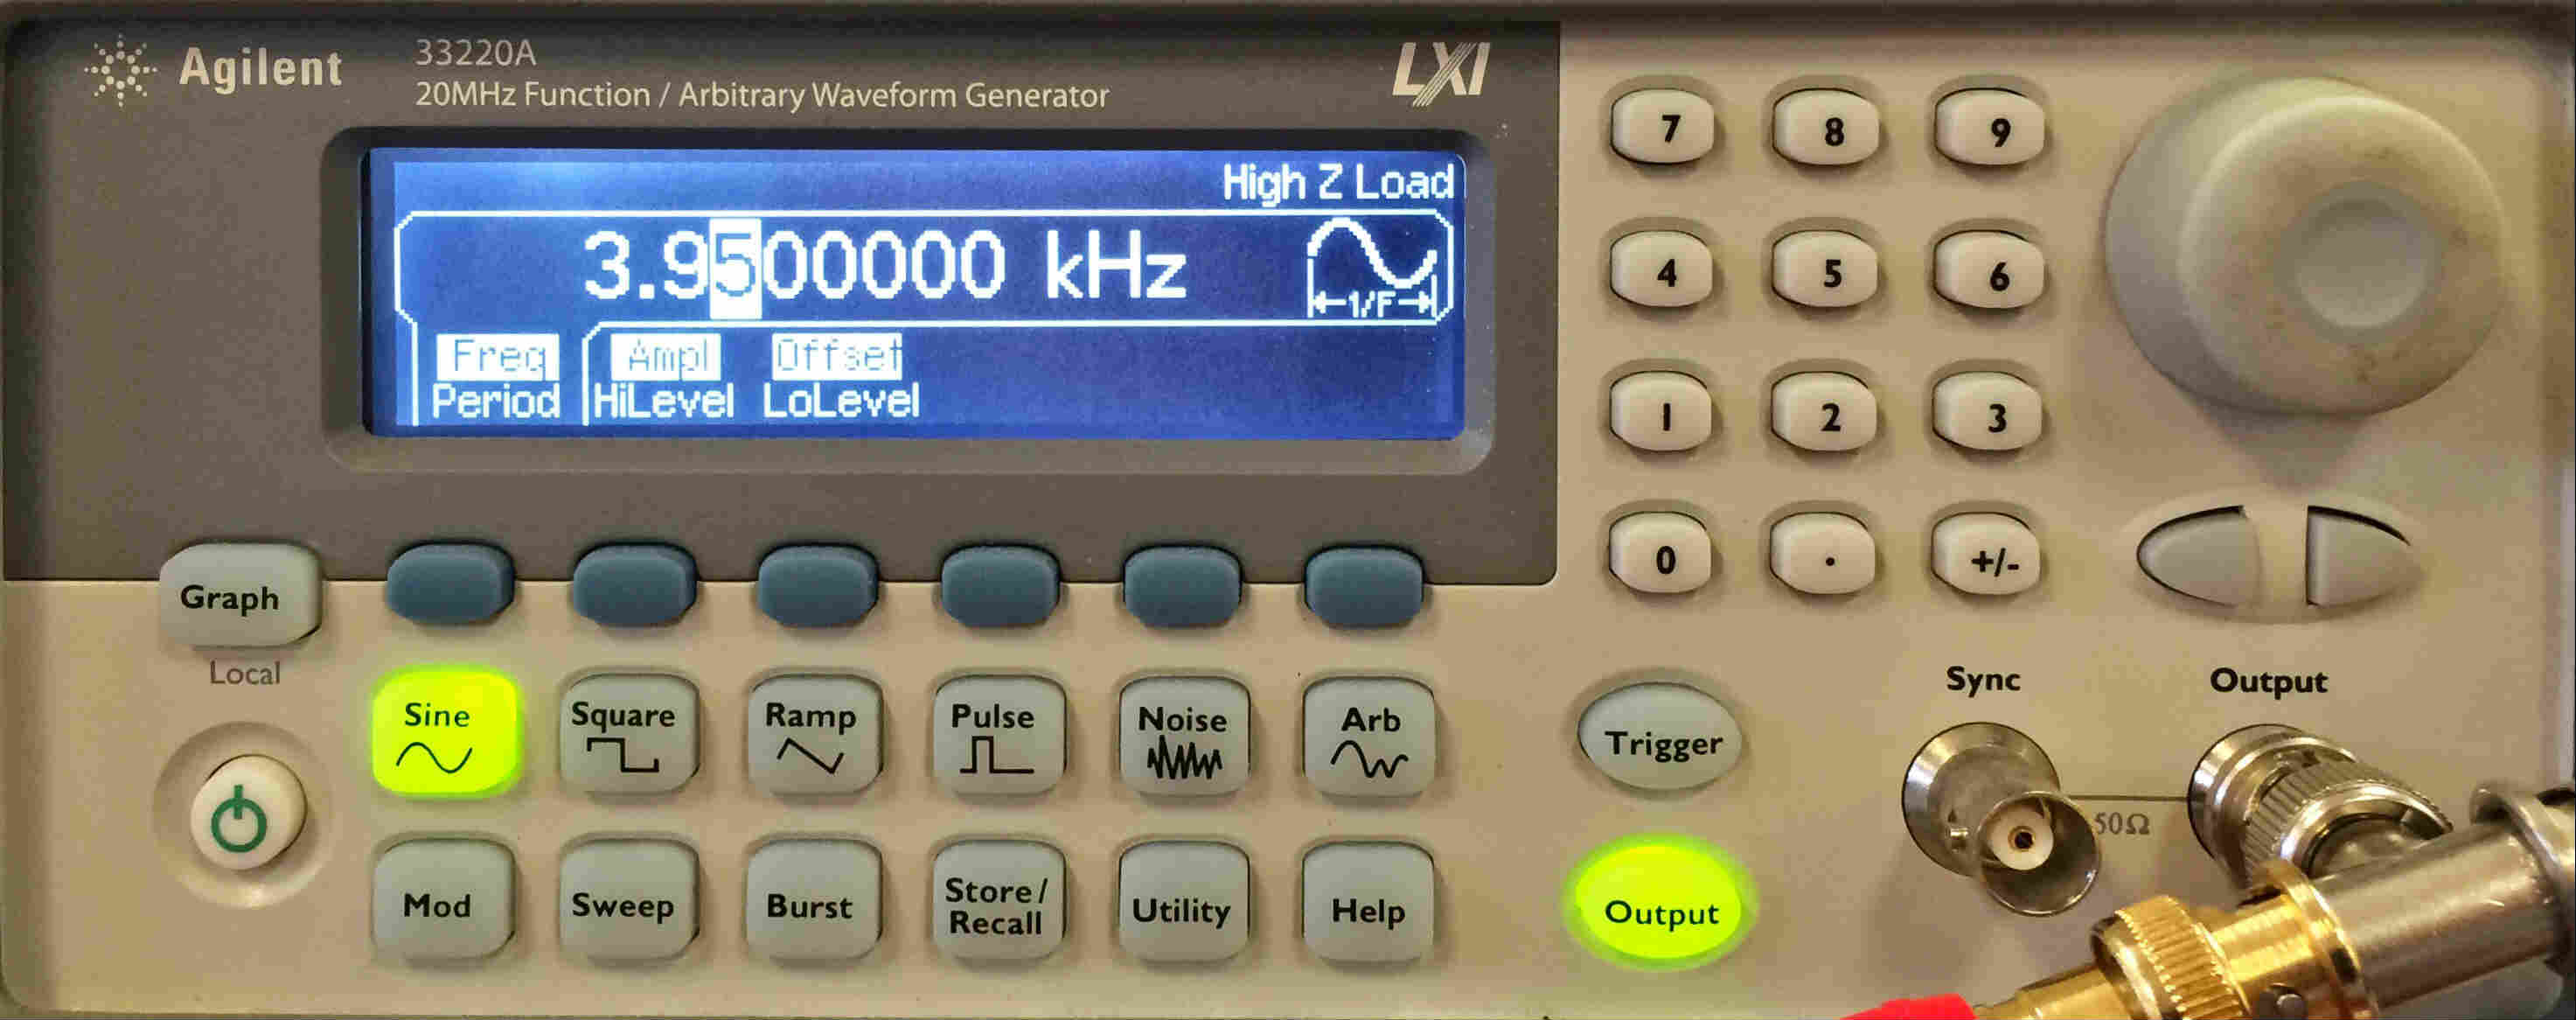 Agilent
33220A
20MHz Function / Arbitrary Waveform Generator
LXI
High Z Load
3.9500000 kHz
1/F
Freq Ampl Offset
Period HiLevel LoLevel
7 8 9
4 5 6
1 2 3
0 . +/-
Graph
Local
Sine Square Ramp Pulse Noise Arb
Mod Sweep Burst Store/
Recall Utility Help
Trigger
Output
Sync Output
50Ω